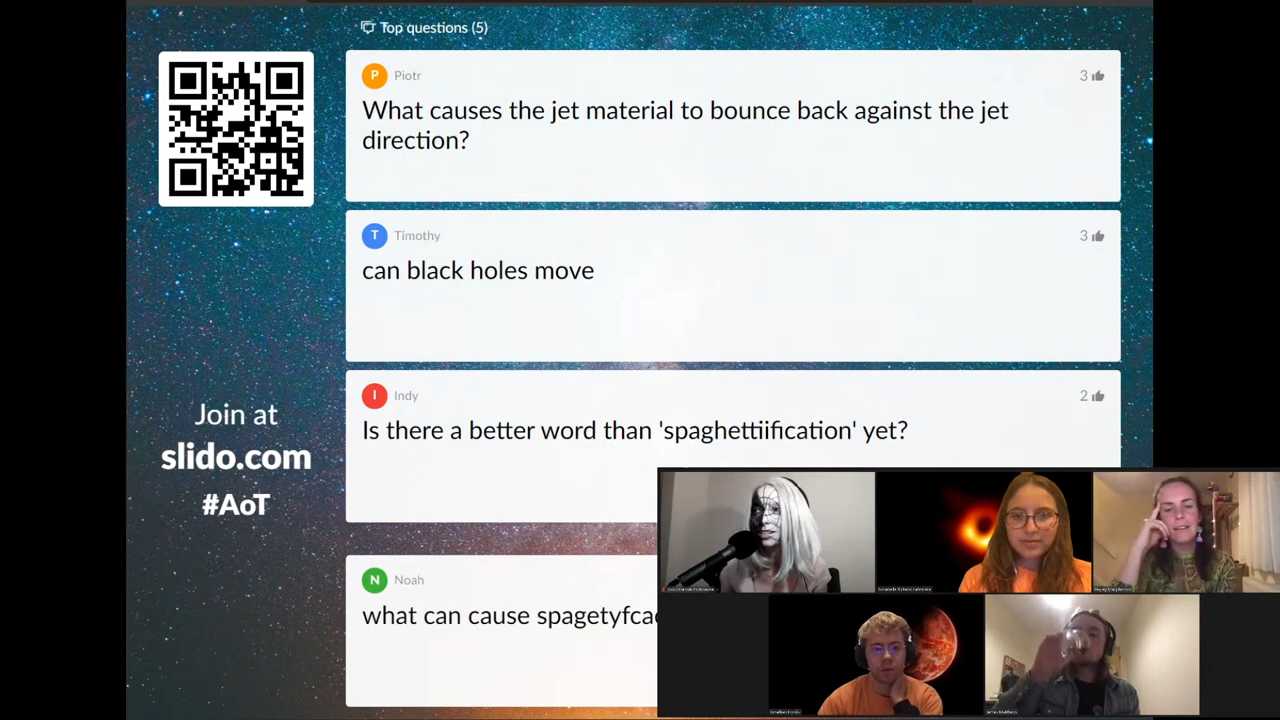 Top questions (5)
P Piotr 3
What causes the jet material to bounce back against the jet
direction?
T Timothy 3
can black holes move
I Indy 2
Is there a better word than 'spaghettiification' yet?
Join at
slido.com
#AoT
N Noah
what can cause